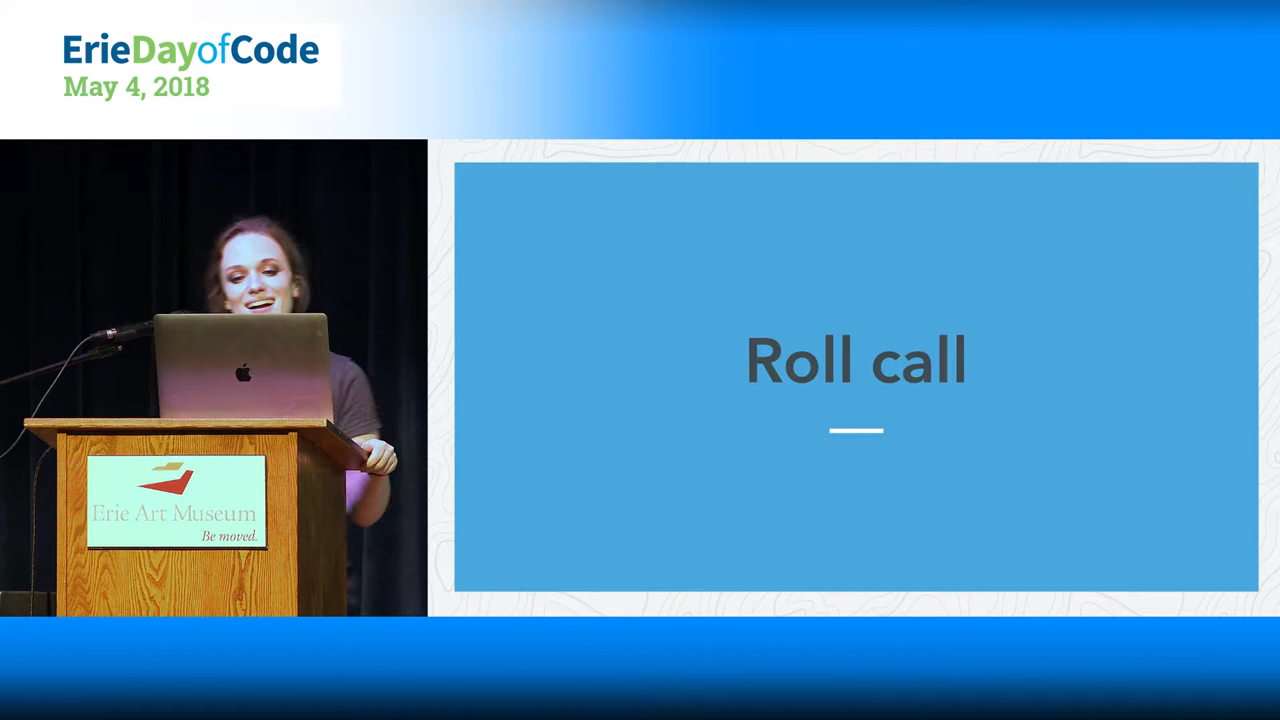 ErieDayofCode
May 4, 2018
Roll call
Erie Art Museum
Be moved.